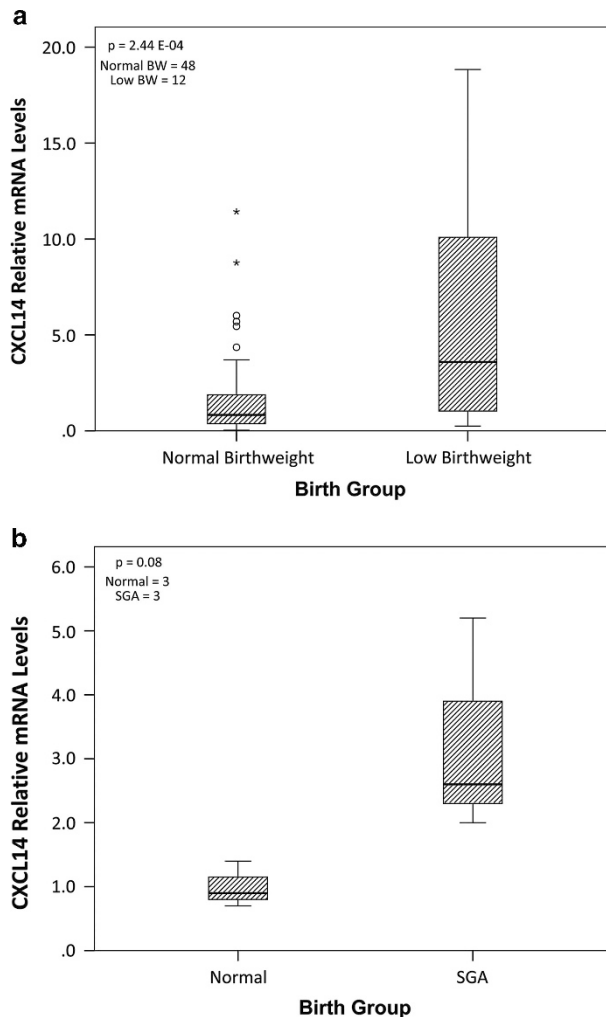 a
p = 2.44 E-04
Normal BW = 48
Low BW = 12
CXCL14 Relative mRNA Levels
20.0
15.0
10.0
5.0
.0
Normal Birthweight
Low Birthweight
Birth Group
b
p = 0.08
Normal = 3
SGA = 3
CXCL14 Relative mRNA Levels
6.0
5.0
4.0
3.0
2.0
1.0
.0
Normal
SGA
Birth Group